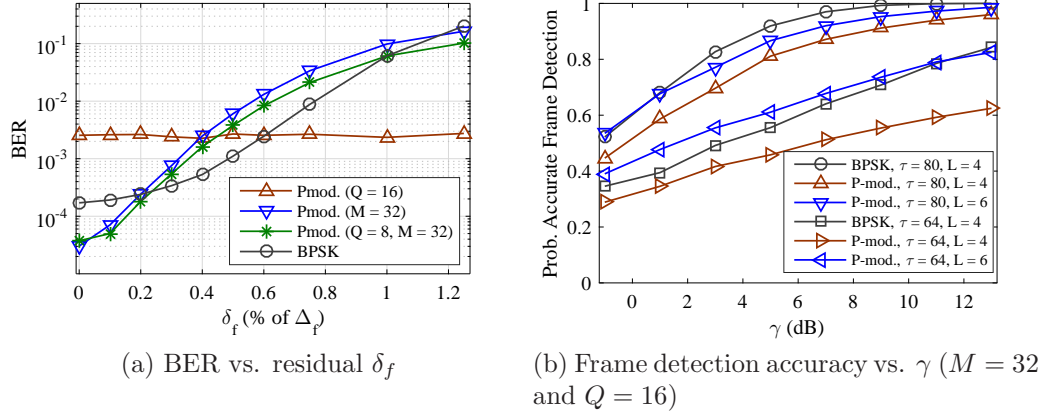 BER
10^-1
10^-2
10^-3
10^-4
0
0.2
0.4
0.6
0.8
1.0
1.2
δ_f (% of Δ_f)
Pmod. (Q = 16)
Pmod. (M = 32)
Pmod. (Q = 8, M = 32)
BPSK
(a) BER vs. residual δ_f
Prob. Accurate Frame Detection
1
0.8
0.6
0.4
0.2
0
0
2
4
6
8
10
12
γ (dB)
BPSK, τ = 80, L = 4
P-mod., τ = 80, L = 4
P-mod., τ = 80, L = 6
BPSK, τ = 64, L = 4
P-mod., τ = 64, L = 4
P-mod., τ = 64, L = 6
(b) Frame detection accuracy vs. γ (M = 32
and Q = 16)